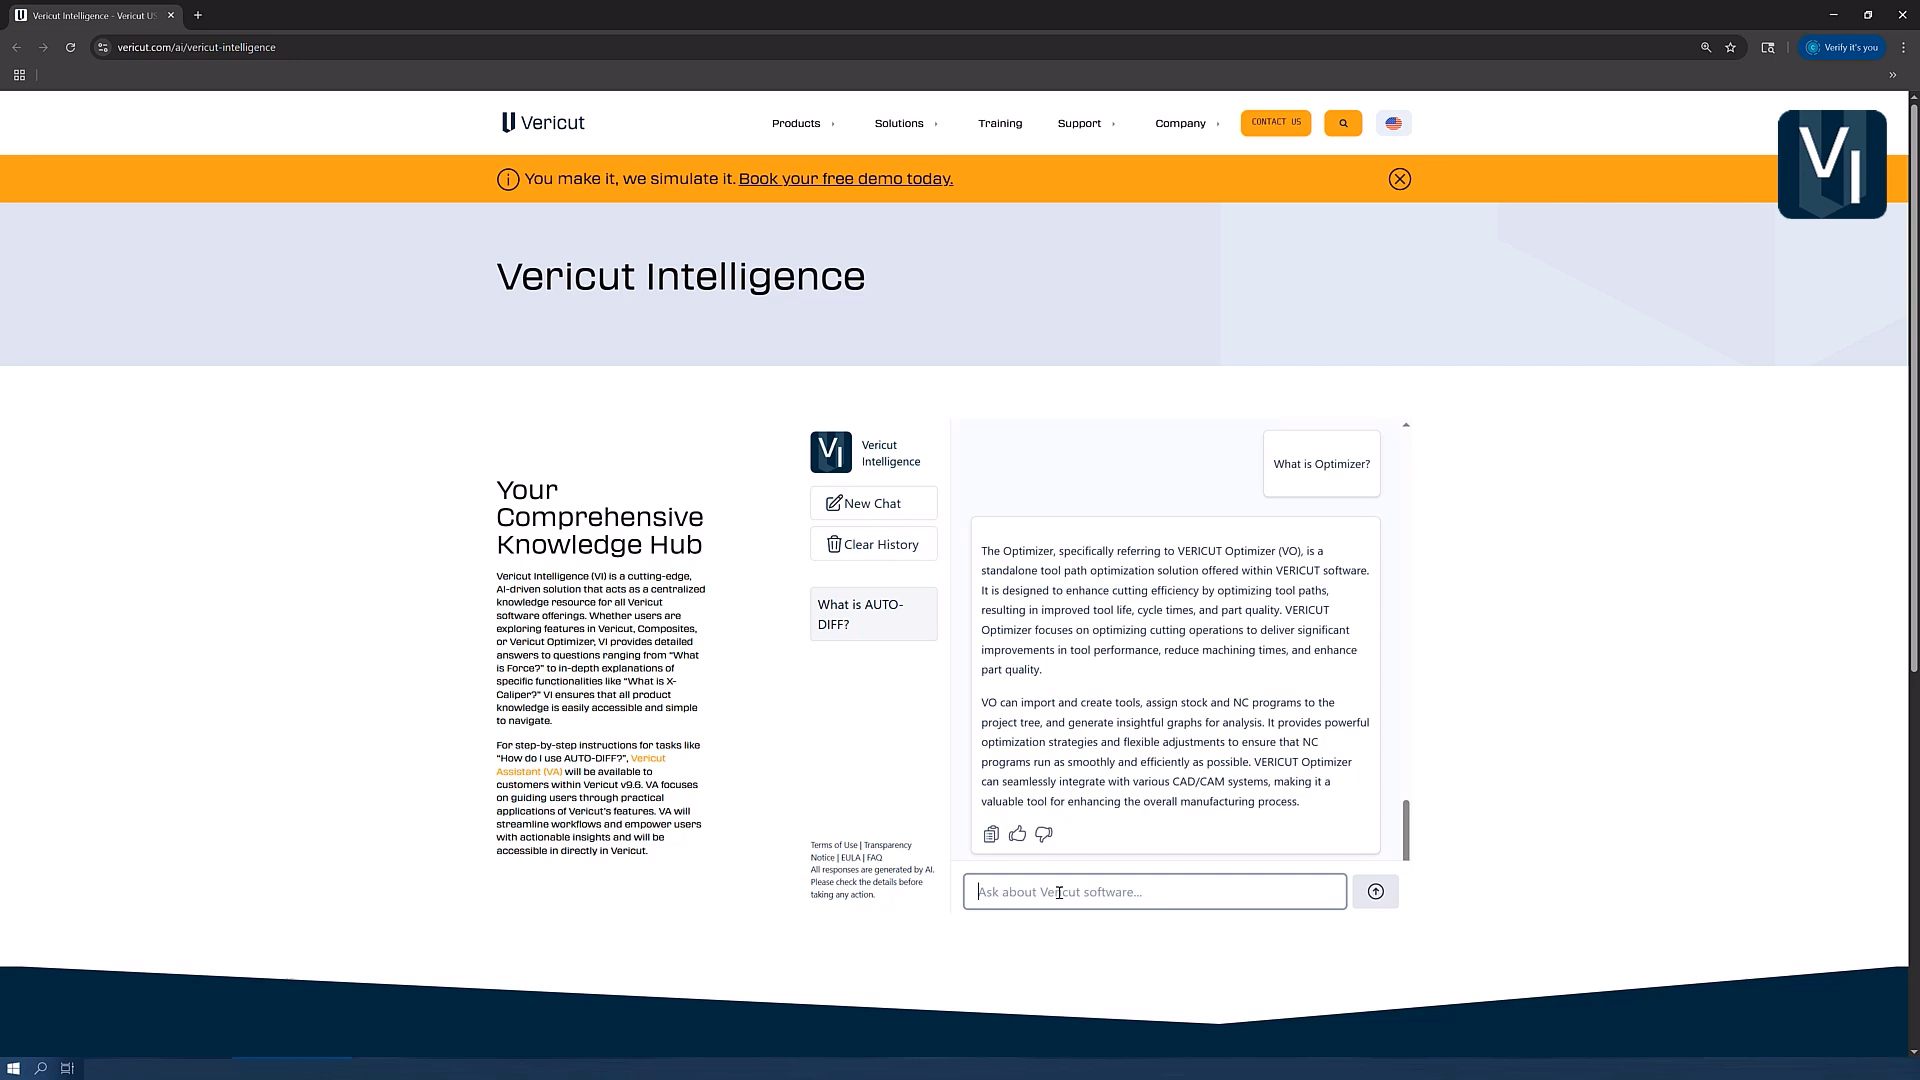 Vericut Intelligence - Vericut US
vericut.com/ai/vericut-intelligence
Verify it's you
Vericut
Products
Solutions
Training
Support
Company
CONTACT US
You make it, we simulate it. Book your free demo today.
VI
Vericut Intelligence
Your
Comprehensive
Knowledge Hub
Vericut Intelligence (VI) is a cutting-edge,
AI-driven solution that acts as a centralized
knowledge resource for all Vericut
software offerings. Whether users are
exploring features in Vericut, Composites,
or Vericut Optimizer, VI provides detailed
answers to questions ranging from "What
is Force?" to in-depth explanations of
specific functionalities like "What is X-
Caliper?" VI ensures that all product
knowledge is easily accessible and simple
to navigate.
For step-by-step instructions for tasks like
"How do I use AUTO-DIFF?", Vericut
Assistant (VA) will be available to
customers within Vericut v9.6. VA focuses
on guiding users through practical
applications of Vericut's features. VA will
streamline workflows and empower users
with actionable insights and will be
accessible in directly in Vericut.
VI
Vericut
Intelligence
New Chat
Clear History
What is AUTO-
DIFF?
Terms of Use | Transparency
Notice | EULA | FAQ
All responses are generated by AI.
Please check the details before
taking any action.
What is Optimizer?
The Optimizer, specifically referring to VERICUT Optimizer (VO), is a
standalone tool path optimization solution offered within VERICUT software.
It is designed to enhance cutting efficiency by optimizing tool paths,
resulting in improved tool life, cycle times, and part quality. VERICUT
Optimizer focuses on optimizing cutting operations to deliver significant
improvements in tool performance, reduce machining times, and enhance
part quality.
VO can import and create tools, assign stock and NC programs to the
project tree, and generate insightful graphs for analysis. It provides powerful
optimization strategies and flexible adjustments to ensure that NC
programs run as smoothly and efficiently as possible. VERICUT Optimizer
can seamlessly integrate with various CAD/CAM systems, making it a
valuable tool for enhancing the overall manufacturing process.
Ask about Vericut software...